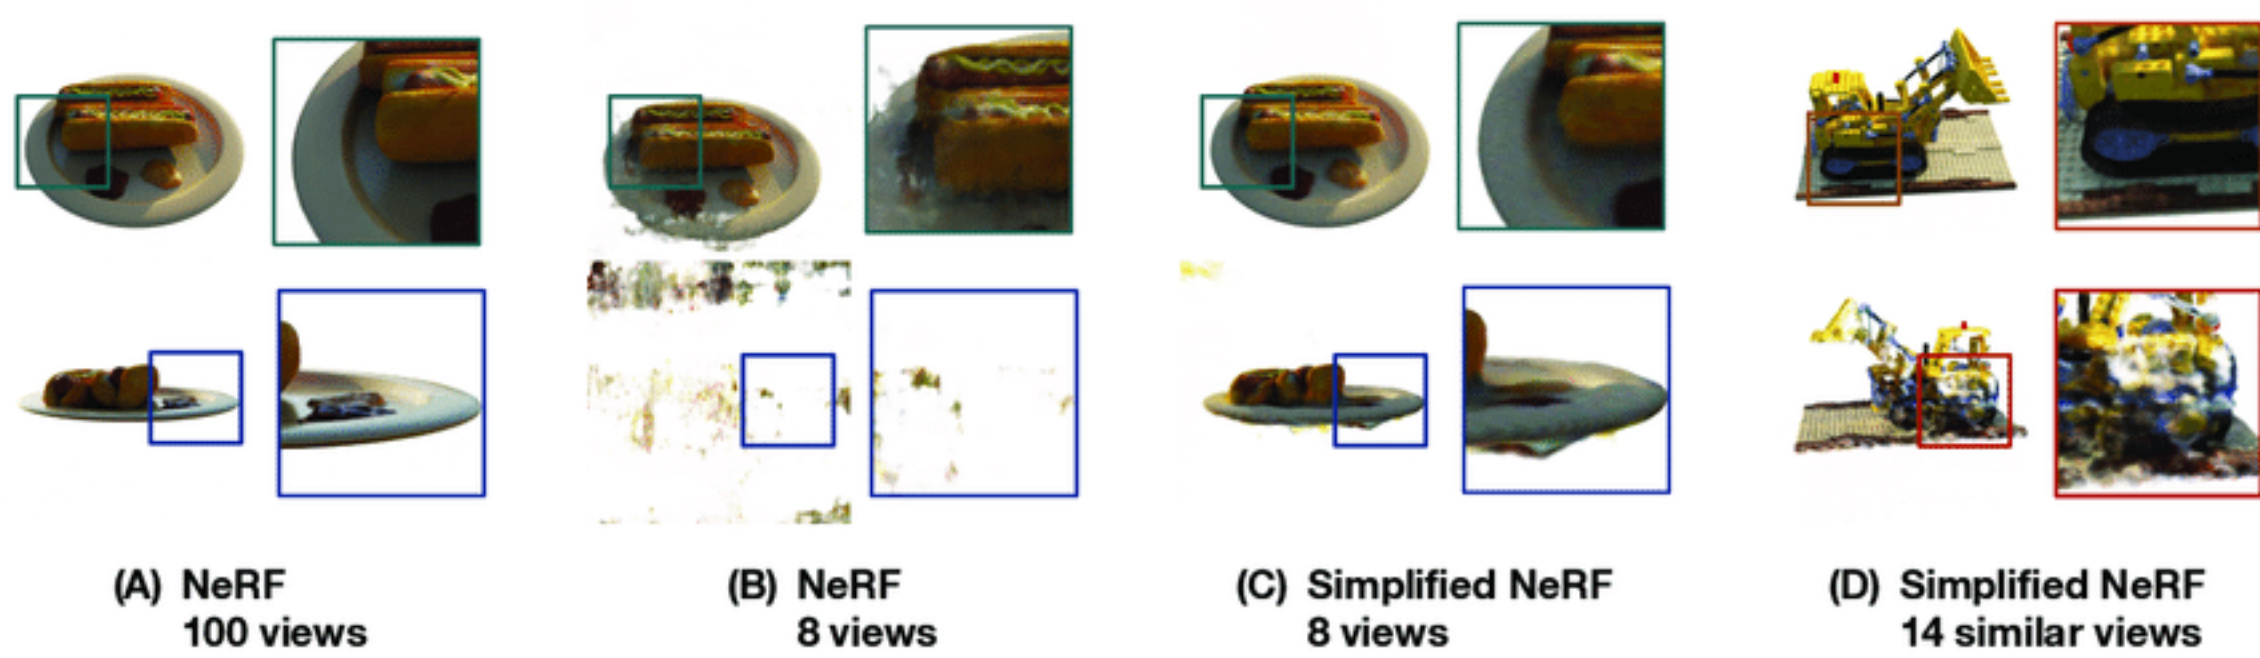 (A) NeRF
100 views
(B) NeRF
8 views
(C) Simplified NeRF
8 views
(D) Simplified NeRF
14 similar views